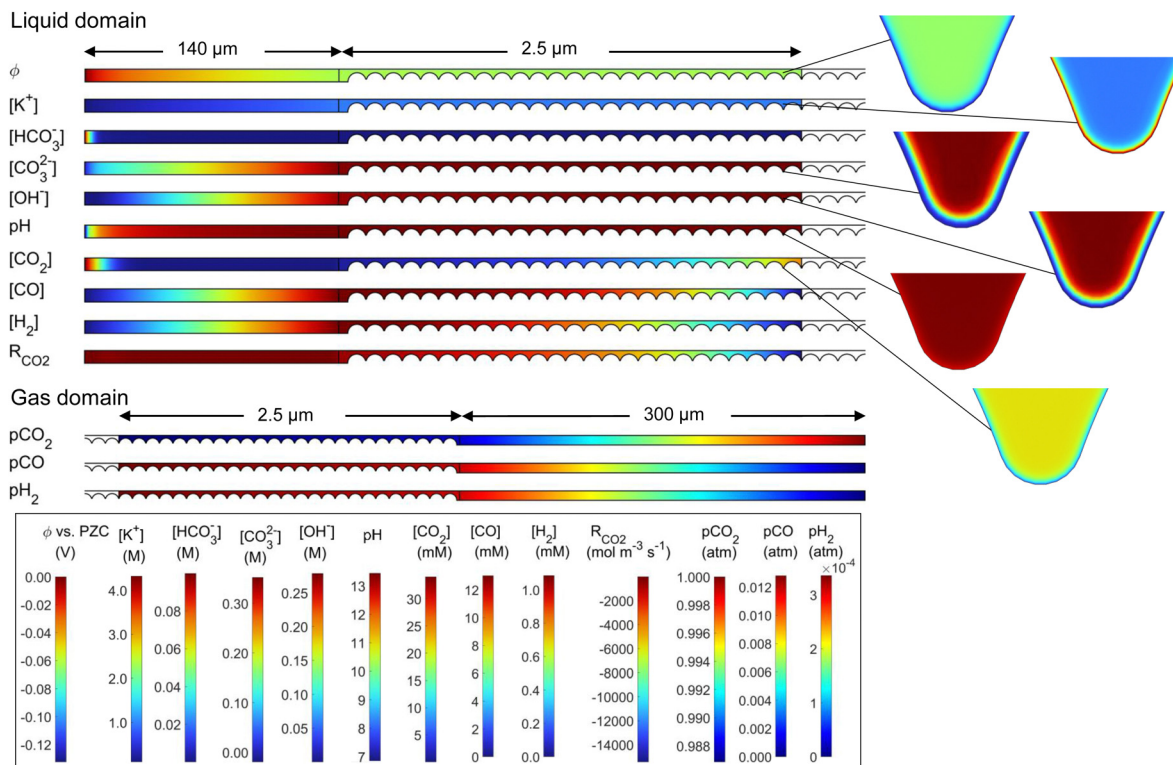 Liquid domain
140 µm
2.5 µm
ϕ
[K⁺]
[HCO₃⁻]
[CO₃²⁻]
[OH⁻]
pH
[CO₂]
[CO]
[H₂]
R_CO2
Gas domain
2.5 µm
300 µm
pCO₂
pCO
pH₂
ϕ vs. PZC (V)
0.00
-0.02
-0.04
-0.06
-0.08
-0.10
-0.12
[K⁺] (M)
4.0
3.0
2.0
1.0
[HCO₃⁻] (M)
0.08
0.06
0.04
0.02
[CO₃²⁻] (M)
0.30
0.20
0.10
0.00
[OH⁻] (M)
0.25
0.20
0.15
0.10
0.05
pH
13
12
11
10
9
8
7
[CO₂] (mM)
30
25
20
15
10
5
[CO] (mM)
12
10
8
6
4
2
0
[H₂] (mM)
1.0
0.8
0.6
0.4
0.2
0.0
R_CO2 (mol m⁻³ s⁻¹)
-2000
-4000
-6000
-8000
-10000
-12000
-14000
pCO₂ (atm)
1.000
0.998
0.996
0.994
0.992
0.990
0.988
pCO (atm)
0.012
0.010
0.008
0.006
0.004
0.002
0.000
pH₂ (atm)
×10⁻⁴
3
2
1
0